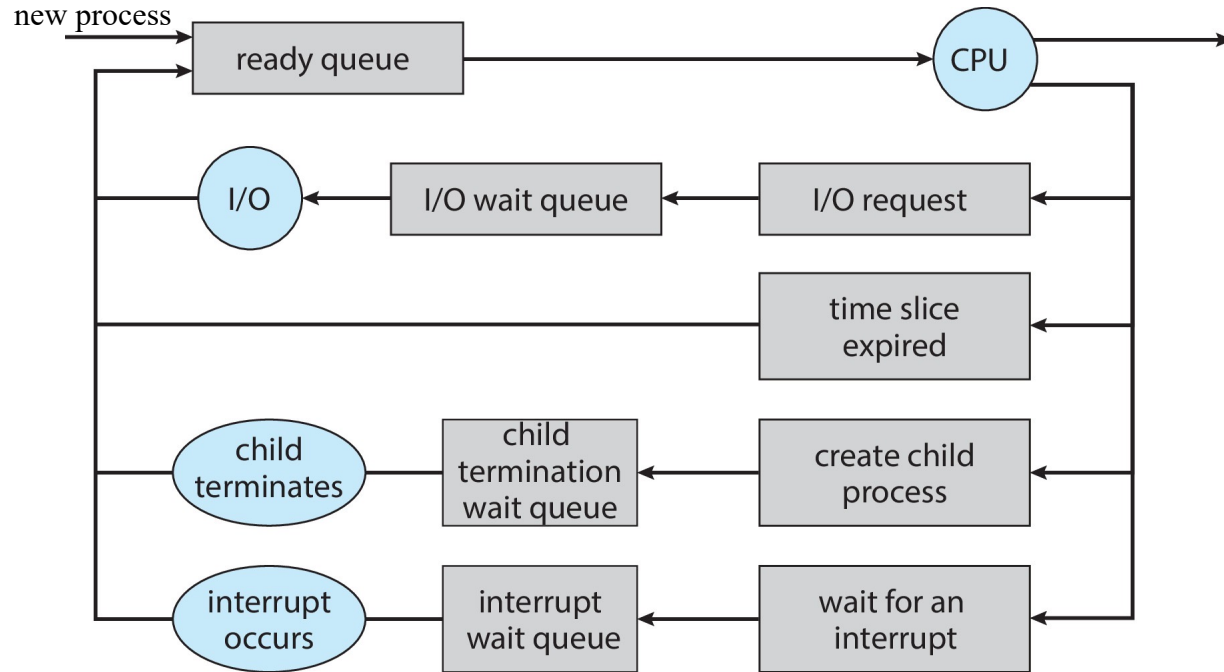 new process
ready queue
CPU
I/O
I/O wait queue
I/O request
time slice
expired
child
terminates
child
termination
wait queue
create child
process
interrupt
occurs
interrupt
wait queue
wait for an
interrupt